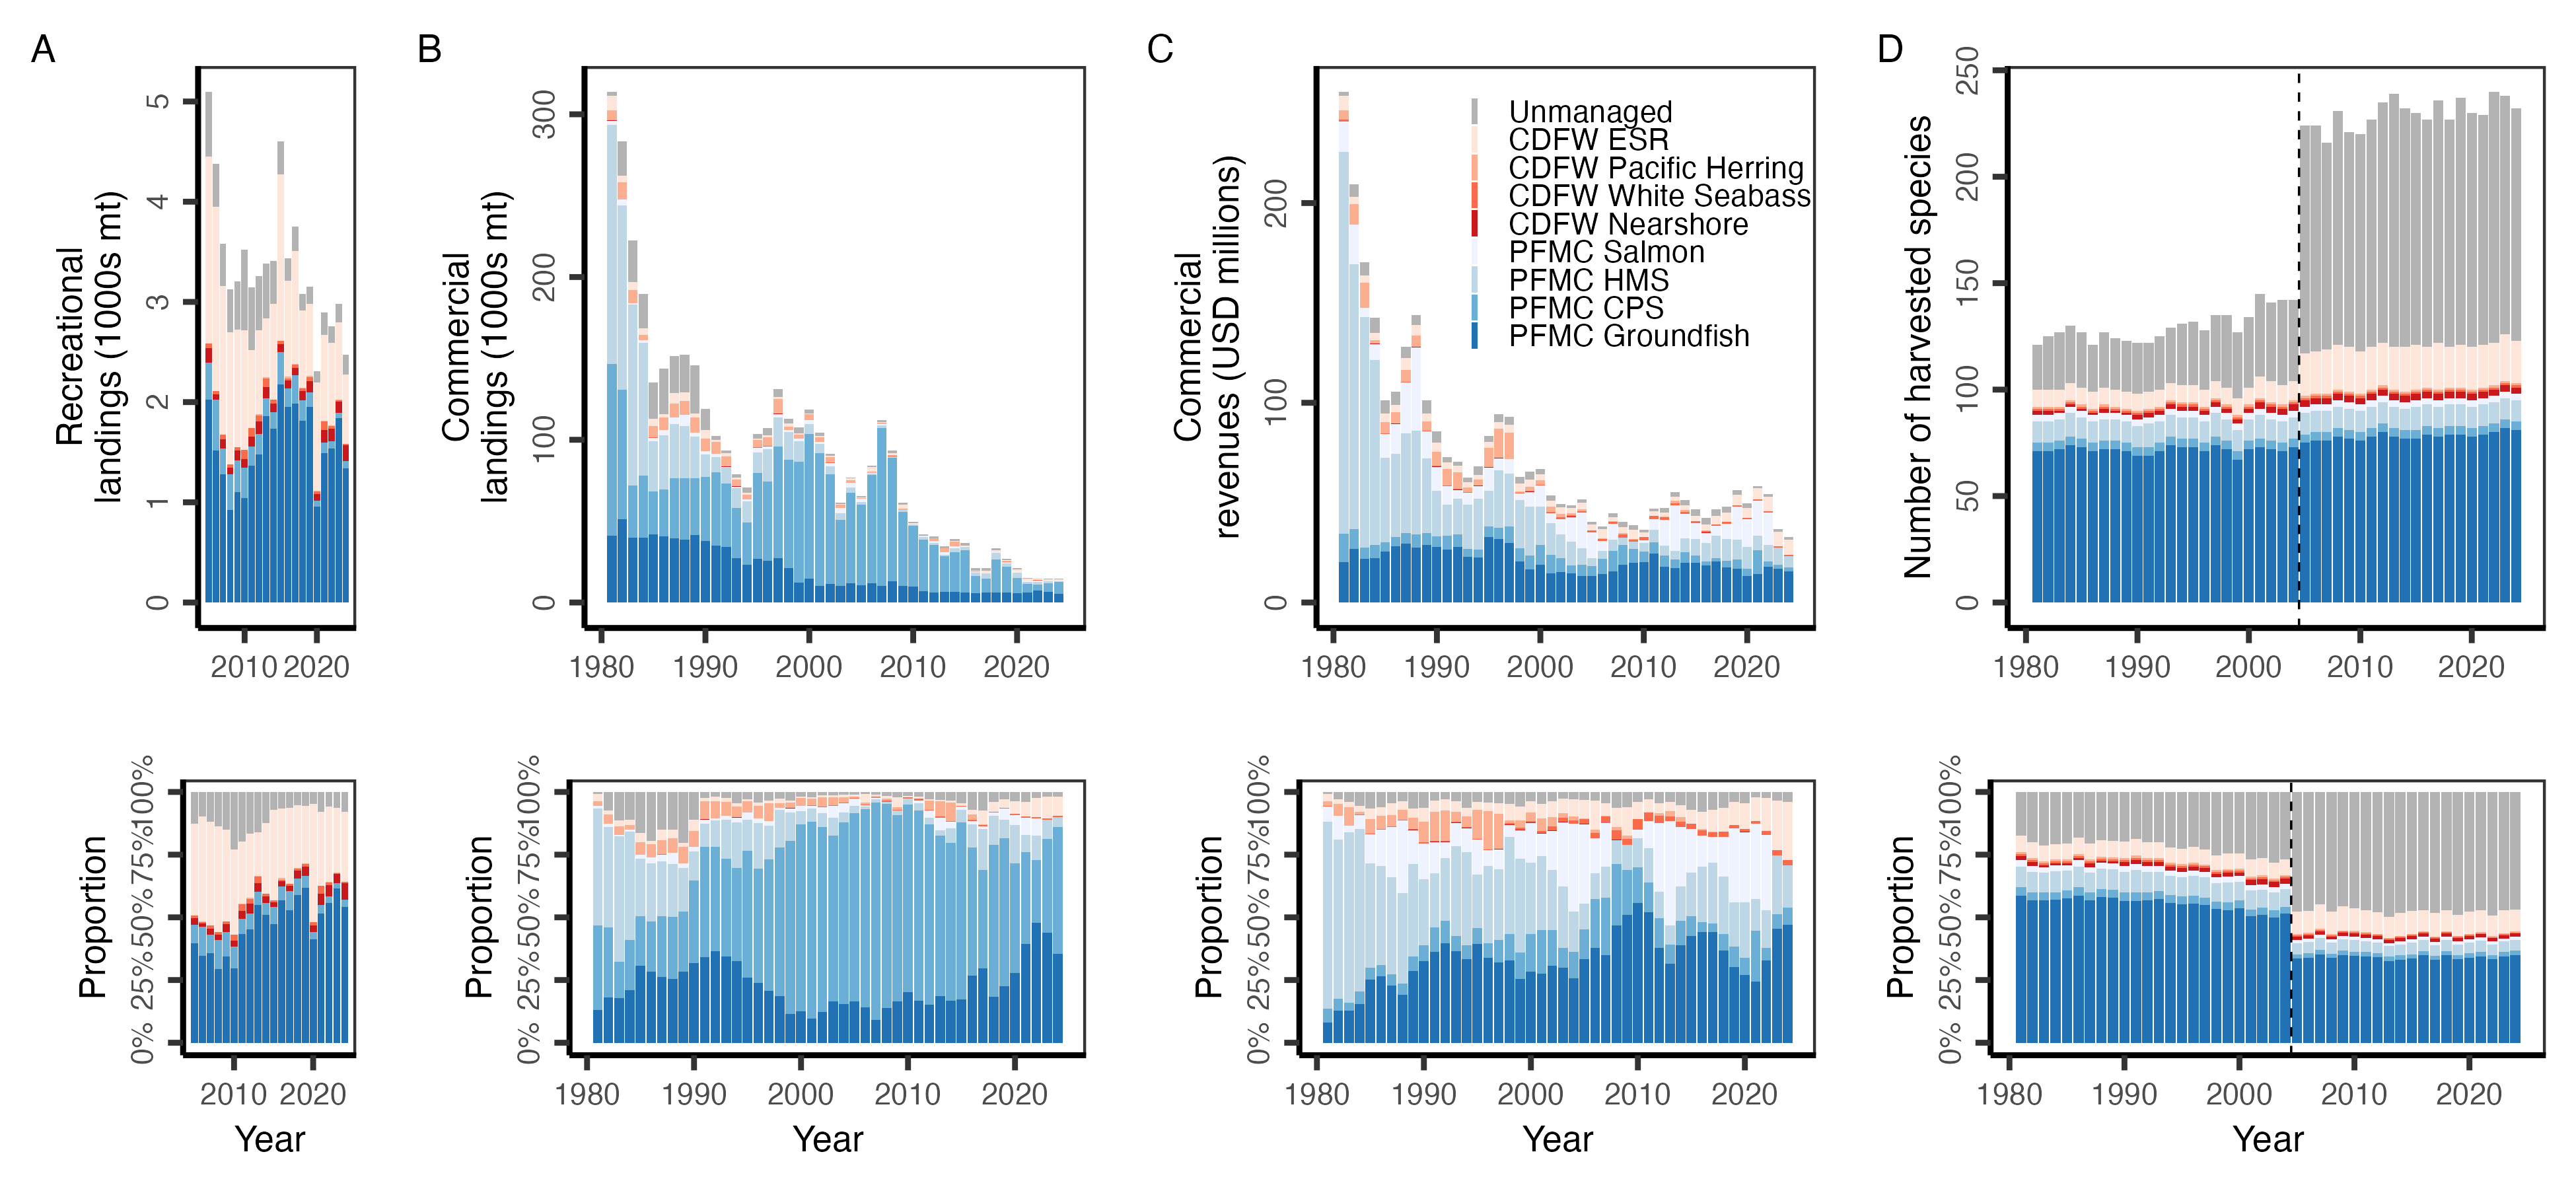 A
B
C
D
Recreational
landings (1000s mt)
0
1
2
3
4
5
2010
2020
Commercial
landings (1000s mt)
0
100
200
300
1980
1990
2000
2010
2020
Commercial
revenues (USD millions)
0
100
200
1980
1990
2000
2010
2020
Unmanaged
CDFW ESR
CDFW Pacific Herring
CDFW White Seabass
CDFW Nearshore
PFMC Salmon
PFMC HMS
PFMC CPS
PFMC Groundfish
Number of harvested species
0
50
100
150
200
250
1980
1990
2000
2010
2020
Proportion
0%
25%
50%
75%
100%
2010
2020
Year
Proportion
0%
25%
50%
75%
100%
1980
1990
2000
2010
2020
Year
Proportion
0%
25%
50%
75%
100%
1980
1990
2000
2010
2020
Year
Proportion
0%
25%
50%
75%
100%
1980
1990
2000
2010
2020
Year